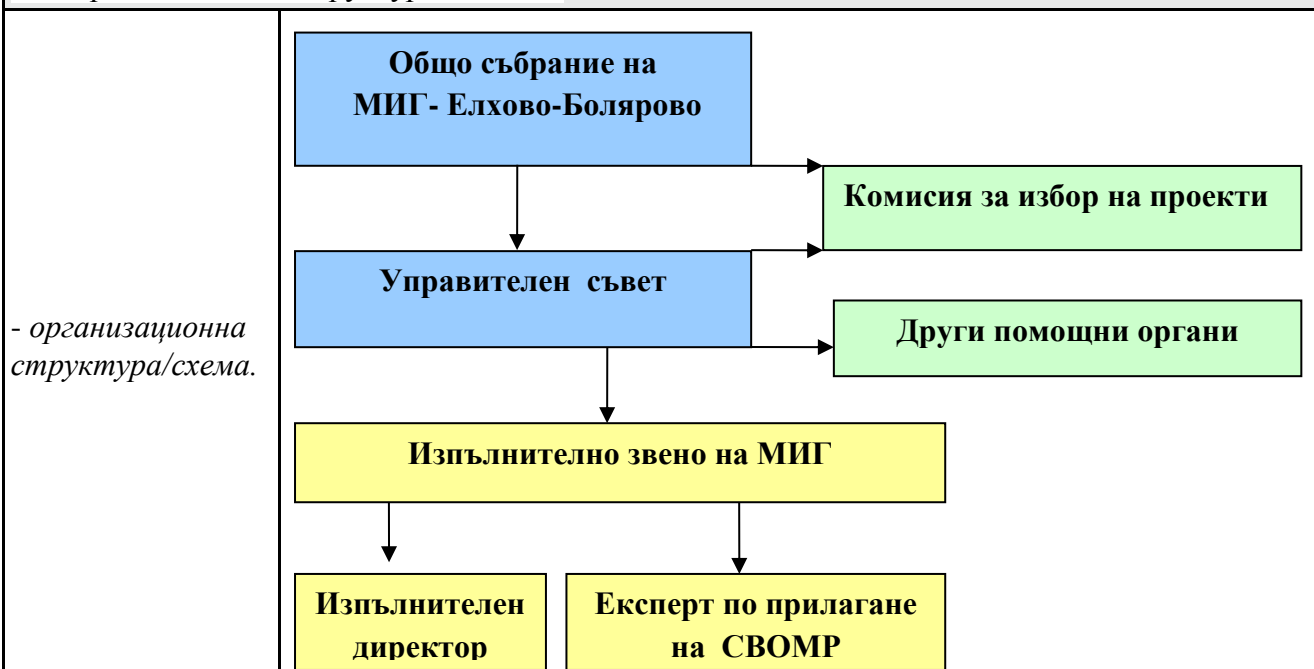 - организационна
структура/схема.
Общо събрание на
МИГ- Елхово-Болярово
Комисия за избор на проекти
Управителен съвет
Други помощни органи
Изпълнително звено на МИГ
Изпълнителен
директор
Експерт по прилагане
на СВОМР